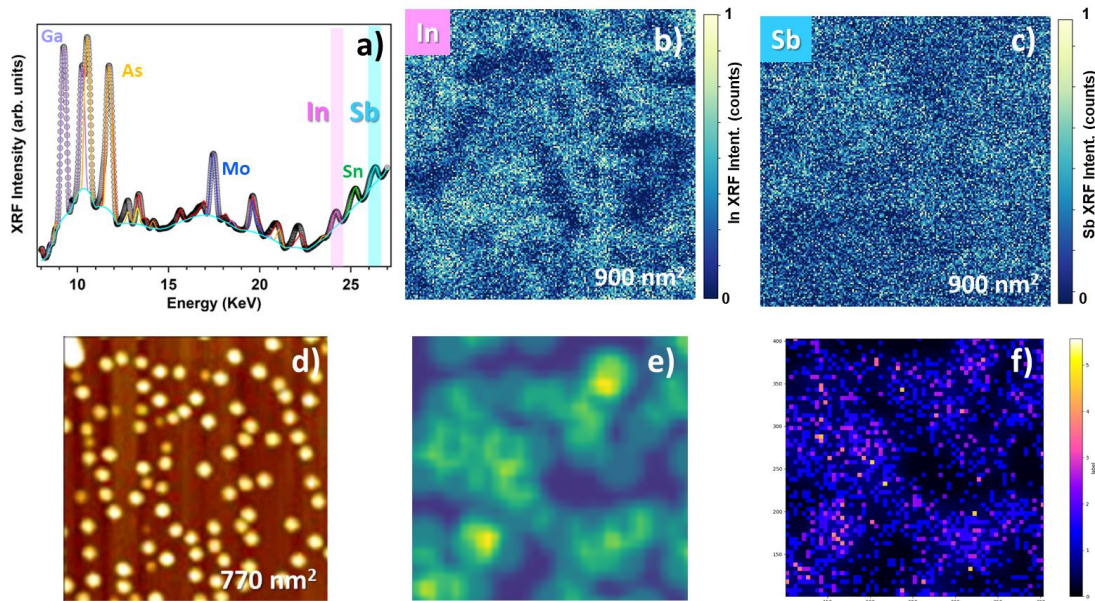 XRF Intensity (arb. units)
Ga
As
a)
In
Sb
Mo
Sn
10
15
20
25
Energy (KeV)
In
b)
900 nm²
1
0
In XRF Intent. (counts)
Sb
c)
900 nm²
1
0
Sb XRF Intent. (counts)
d)
770 nm²
e)
f)
400
350
300
250
200
150
100
5
4
3
2
1
0
label